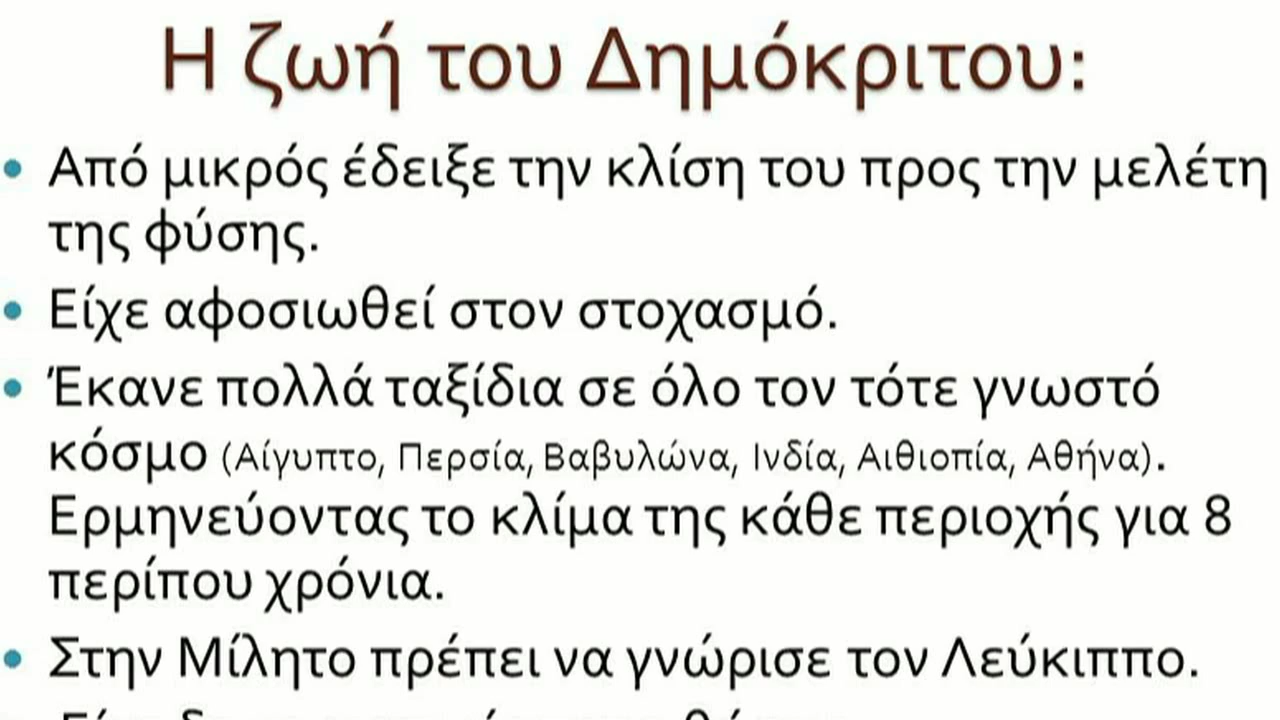 Η ζωή του Δημόκριτου:
• Από μικρός έδειξε την κλίση του προς την μελέτη
της φύσης.
• Είχε αφοσιωθεί στον στοχασμό.
• Έκανε πολλά ταξίδια σε όλο τον τότε γνωστό
κόσμο (Αίγυπτο, Περσία, Βαβυλώνα, Ινδία, Αιθιοπία, Αθήνα).
Ερμηνεύοντας το κλίμα της κάθε περιοχής για 8
περίπου χρόνια.
• Στην Μίλητο πρέπει να γνώρισε τον Λεύκιππο.